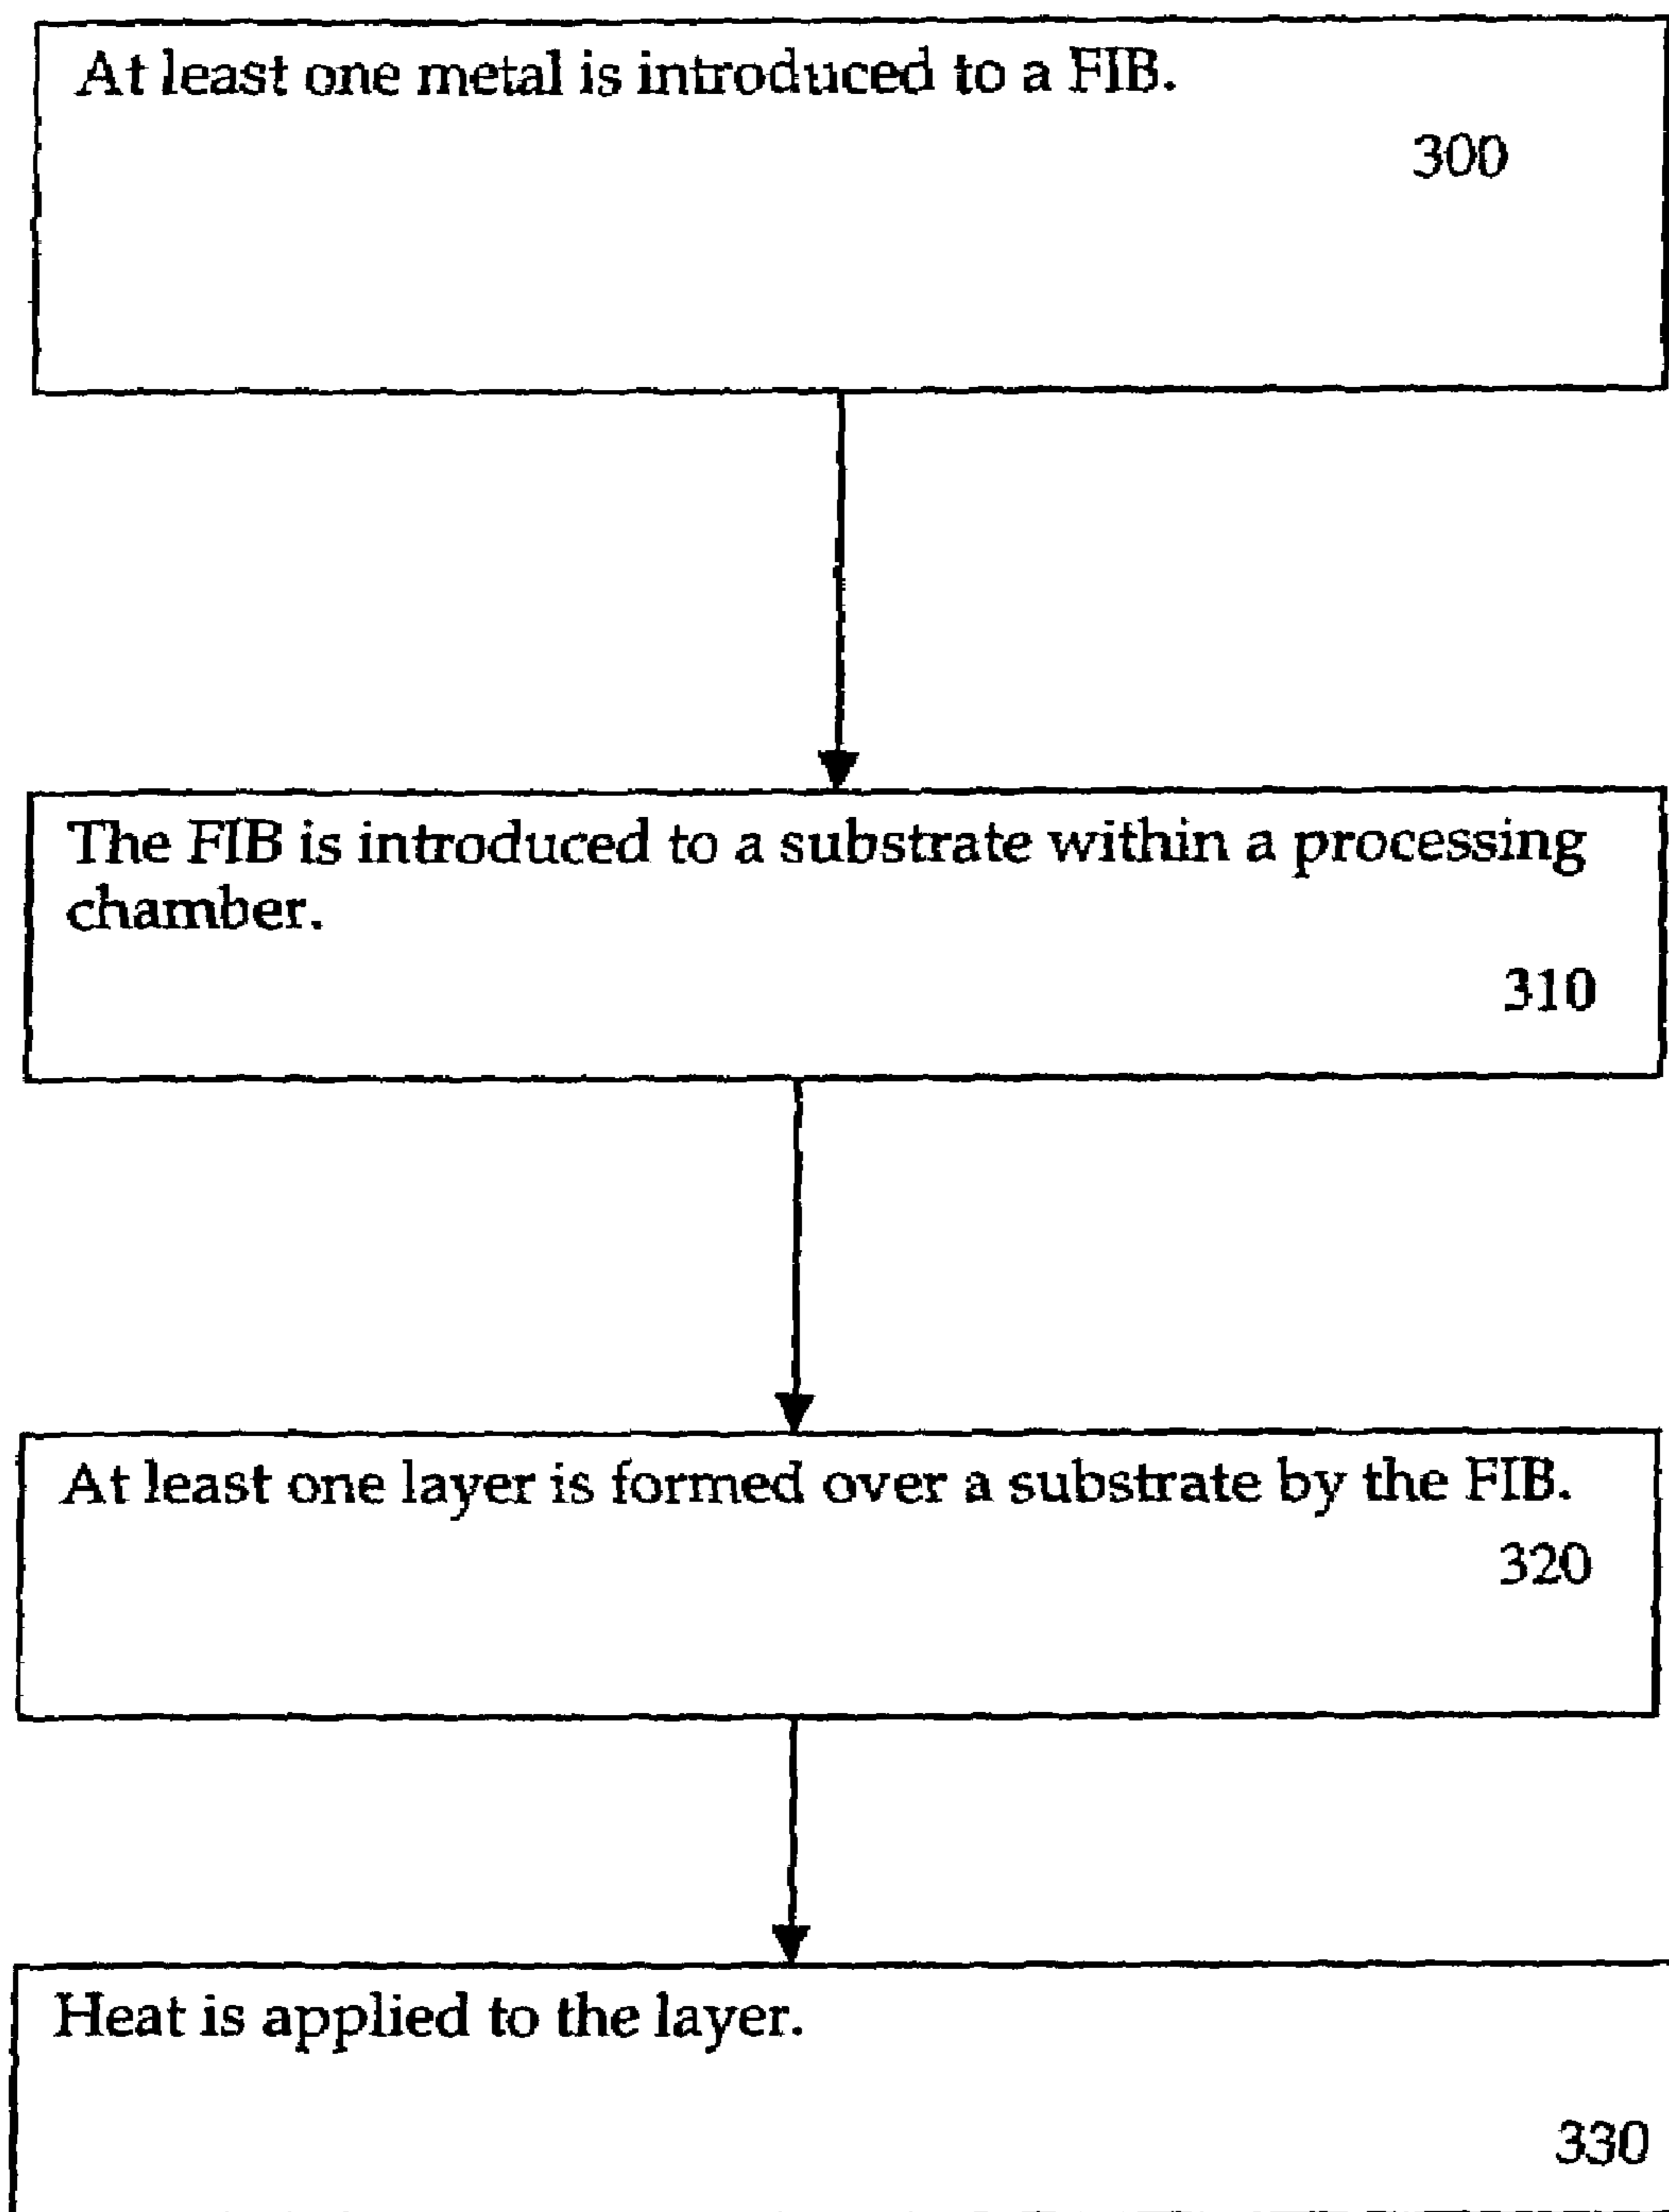 At least one metal is introduced to a FIB.
300
The FIB is introduced to a substrate within a processing
chamber.
310
At least one layer is formed over a substrate by the FIB.
320
Heat is applied to the layer.
330